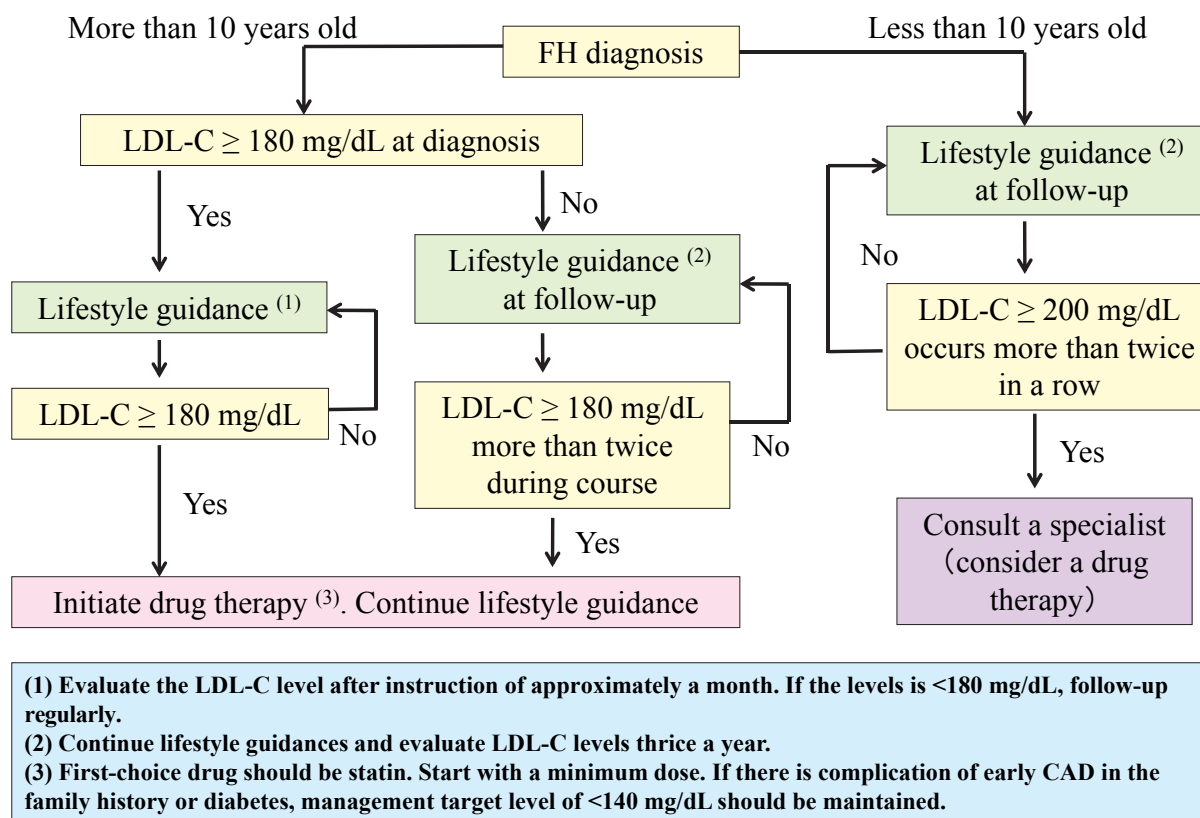 More than 10 years old
FH diagnosis
Less than 10 years old
LDL-C ≥ 180 mg/dL at diagnosis
Yes
No
Lifestyle guidance (1)
LDL-C ≥ 180 mg/dL
No
Yes
Lifestyle guidance (2)
at follow-up
LDL-C ≥ 180 mg/dL
more than twice
during course
No
Yes
Initiate drug therapy (3). Continue lifestyle guidance
Lifestyle guidance (2)
at follow-up
No
LDL-C ≥ 200 mg/dL
occurs more than twice
in a row
Yes
Consult a specialist
（consider a drug
therapy）
(1) Evaluate the LDL-C level after instruction of approximately a month. If the levels is <180 mg/dL, follow-up
regularly.
(2) Continue lifestyle guidances and evaluate LDL-C levels thrice a year.
(3) First-choice drug should be statin. Start with a minimum dose. If there is complication of early CAD in the
family history or diabetes, management target level of <140 mg/dL should be maintained.